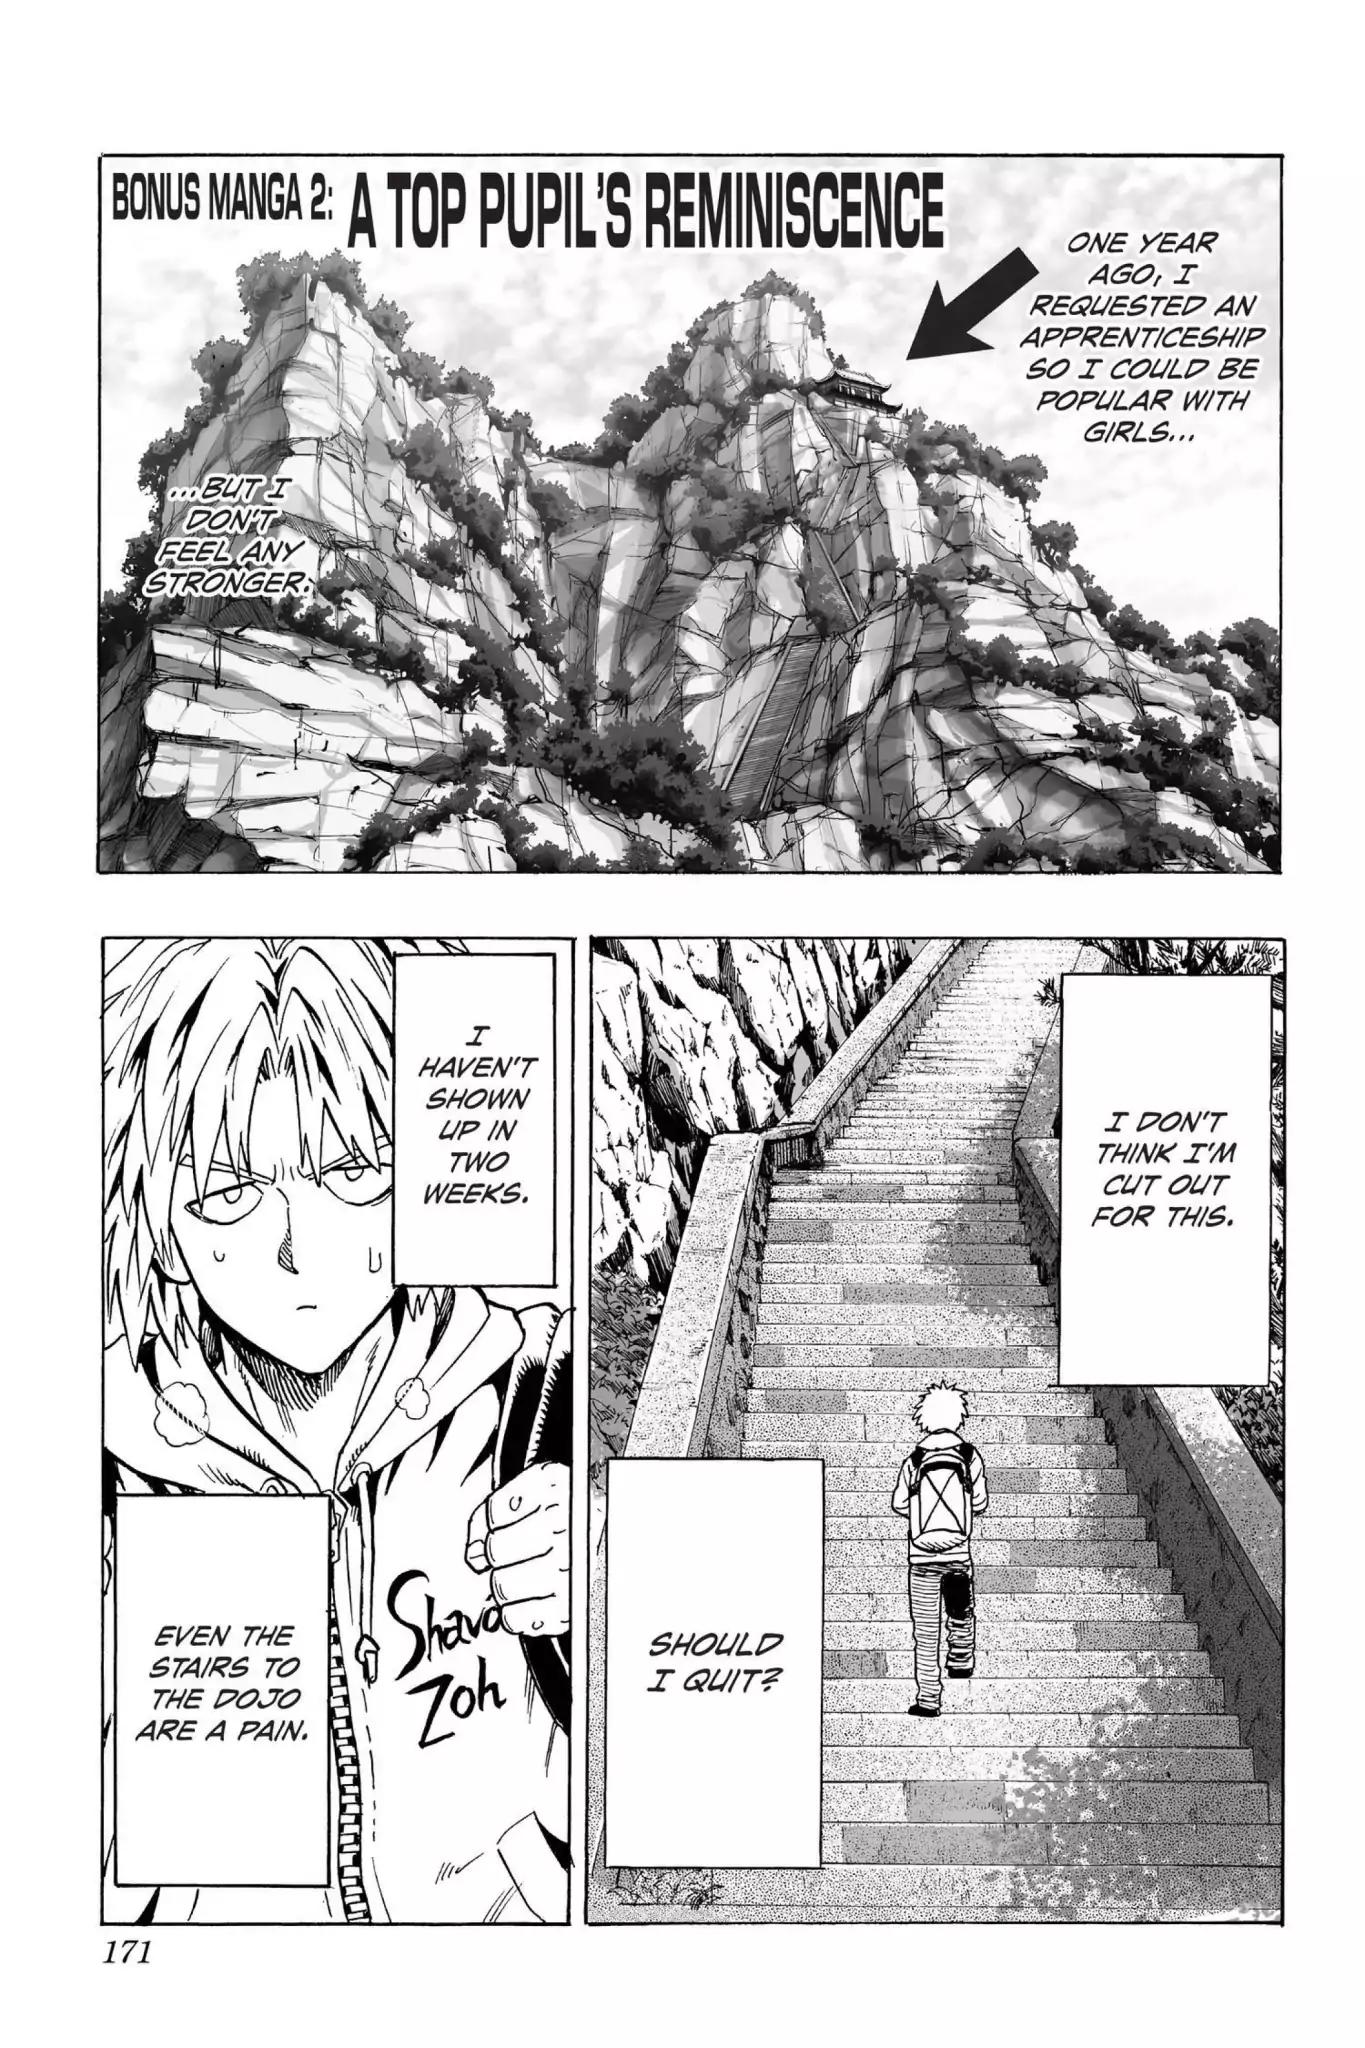 BONUS MANGA 2: A TOP PUPIL'S REMINISCENCE
ONE YEAR
AGO, I
REQUESTED AN
APPRENTICESHIP
SO I COULD BE
POPULAR WITH
GIRLS...
...BUT I
DON'T
FEEL ANY
STRONGER.
I DON'T
THINK I'M
CUT OUT
FOR THIS.
SHOULD
I QUIT?
I
HAVEN'T
SHOWN
UP IN
TWO
WEEKS.
EVEN THE
STAIRS TO
THE DOJO
ARE A PAIN.
Zoh
171